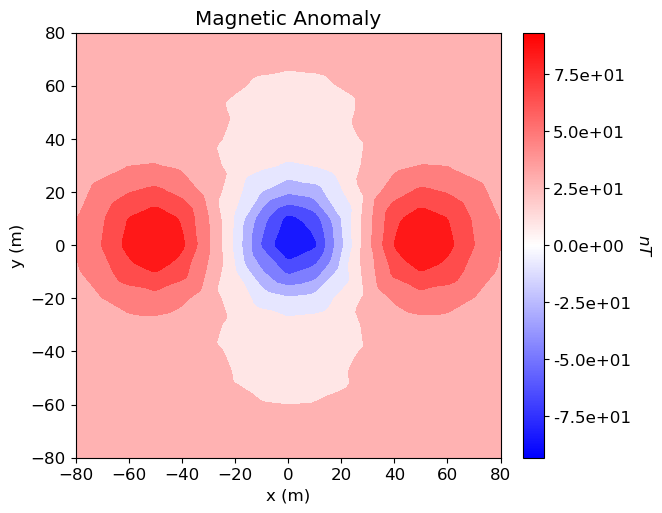 Magnetic Anomaly
80
60
40
20
0
−20
−40
−60
−80
y (m)
−80 −60 −40 −20 0 20 40 60 80
x (m)
7.5e+01
5.0e+01
2.5e+01
0.0e+00
-2.5e+01
-5.0e+01
-7.5e+01
nT